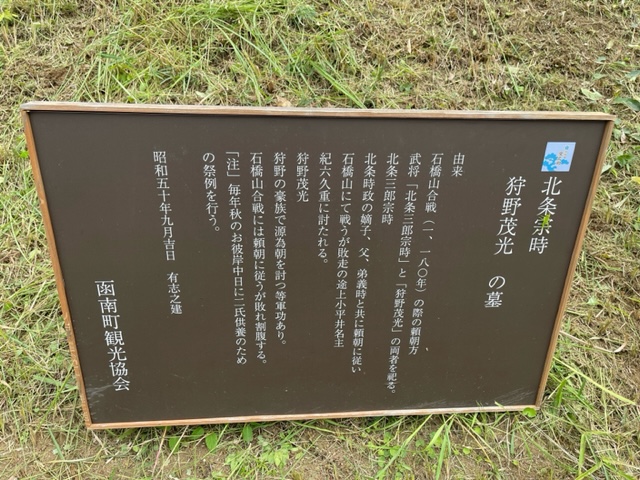 北条宗時
狩野茂光 の墓
由来
石橋山合戦（一、一八〇年）の際の頼朝方
武将「北条三郎宗時」と「狩野茂光」の両者を祀る。
北条三郎宗時
北条時政の嫡子、父、弟義時と共に頼朝に従い、
石橋山にて戦うが敗走の途上小平井名主
紀六久重に討たれる。
狩野茂光
狩野の豪族で源為朝を討つ等軍功あり。
石橋山合戦には頼朝に従うが敗れ割腹する。
「注」毎年秋のお彼岸中日に二氏供養のため
の祭例を行う。
昭和五十年九月吉日 有志之建
函南町観光協会